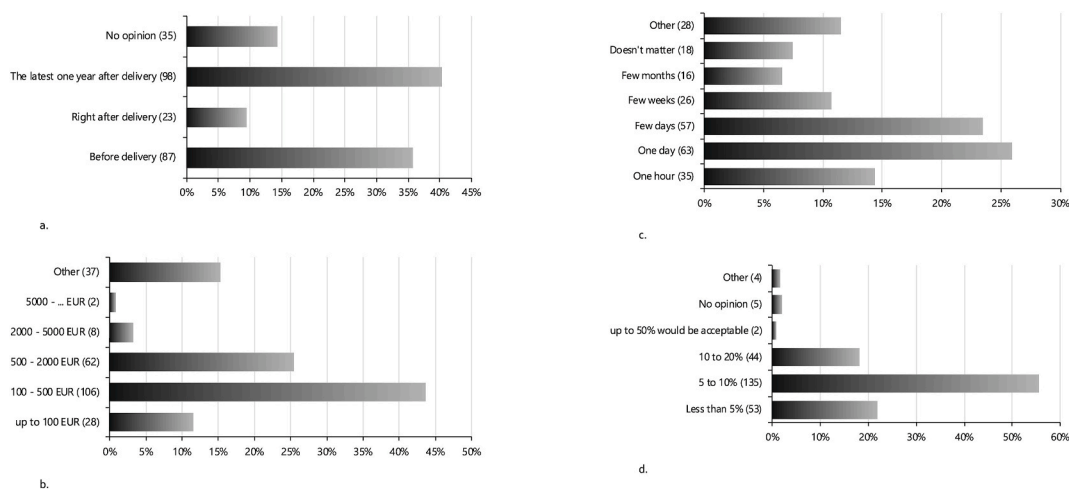 No opinion (35)
The latest one year after delivery (98)
Right after delivery (23)
Before delivery (87)
0% 5% 10% 15% 20% 25% 30% 35% 40% 45%
a.
Other (37)
5000 - ... EUR (2)
2000 - 5000 EUR (8)
500 - 2000 EUR (62)
100 - 500 EUR (106)
up to 100 EUR (28)
0% 5% 10% 15% 20% 25% 30% 35% 40% 45% 50%
b.
Other (28)
Doesn't matter (18)
Few months (16)
Few weeks (26)
Few days (57)
One day (63)
One hour (35)
0% 5% 10% 15% 20% 25% 30%
c.
Other (4)
No opinion (5)
up to 50% would be acceptable (2)
10 to 20% (44)
5 to 10% (135)
Less than 5% (53)
0% 10% 20% 30% 40% 50% 60%
d.